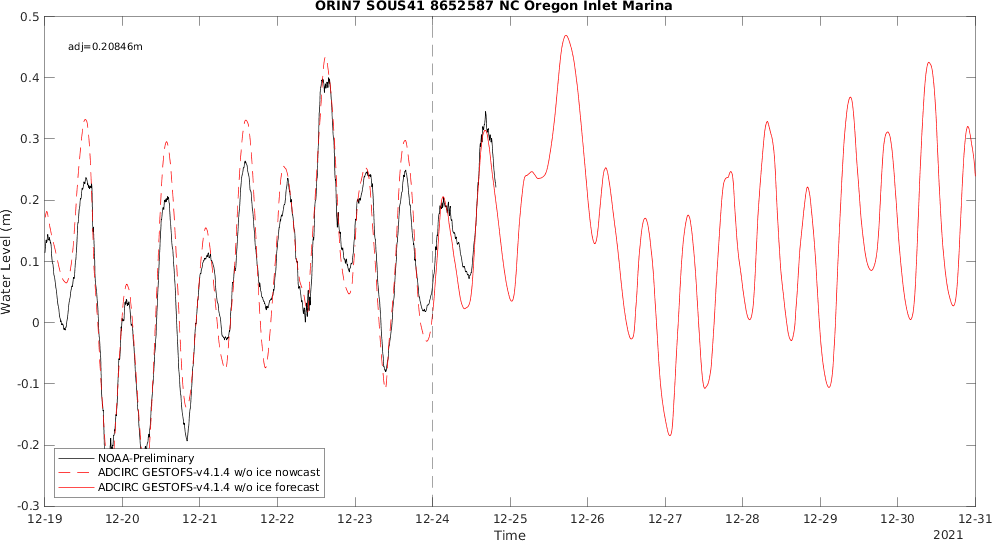 ORIN7 SOUS41 8652587 NC Oregon Inlet Marina
adj=0.20846m
Water Level (m)
0.5
0.4
0.3
0.2
0.1
0
-0.1
-0.2
-0.3
NOAA-Preliminary
ADCIRC GESTOFS-v4.1.4 w/o ice nowcast
ADCIRC GESTOFS-v4.1.4 w/o ice forecast
12-19 12-20 12-21 12-22 12-23 12-24 12-25 12-26 12-27 12-28 12-29 12-30 12-31
Time
2021